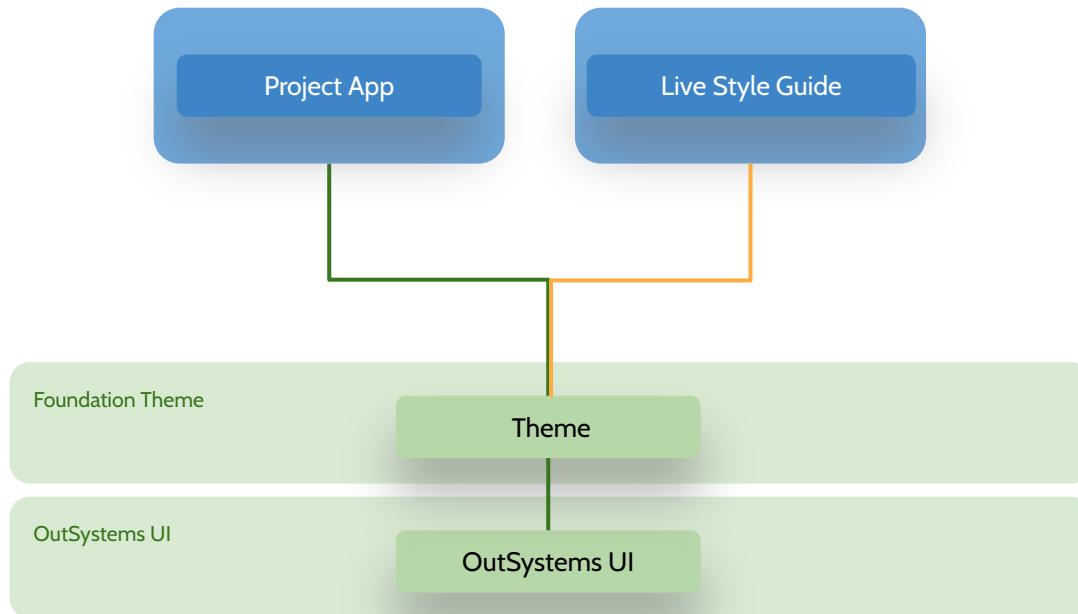 Project App
Live Style Guide
Foundation Theme
Theme
OutSystems UI
OutSystems UI